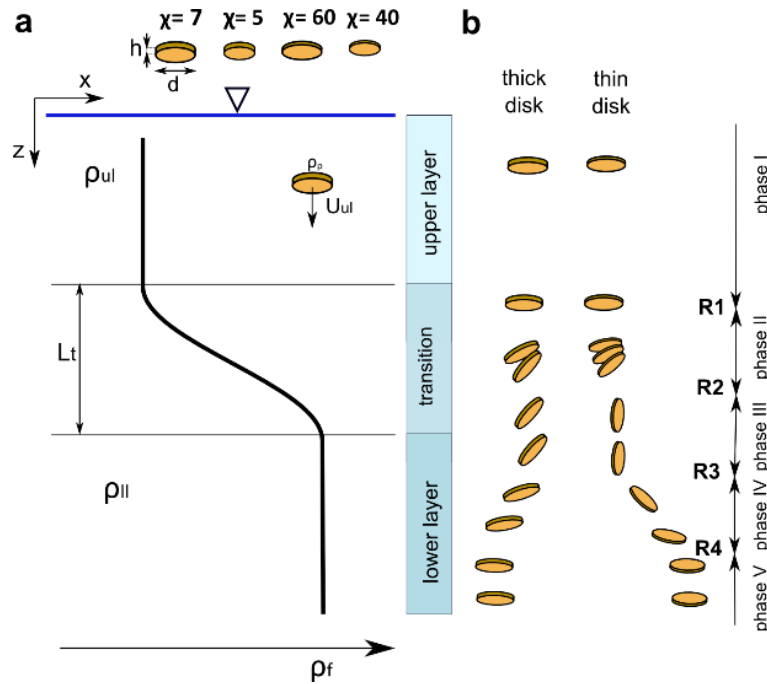 a
χ= 7 χ= 5 χ= 60 χ= 40
h
d
x
z
ρul
ρp
Uul
Lt
ρll
ρf
upper layer
transition
lower layer
b
thick disk
thin disk
R1
R2
R3
R4
phase I
phase II
phase III
phase IV
phase V